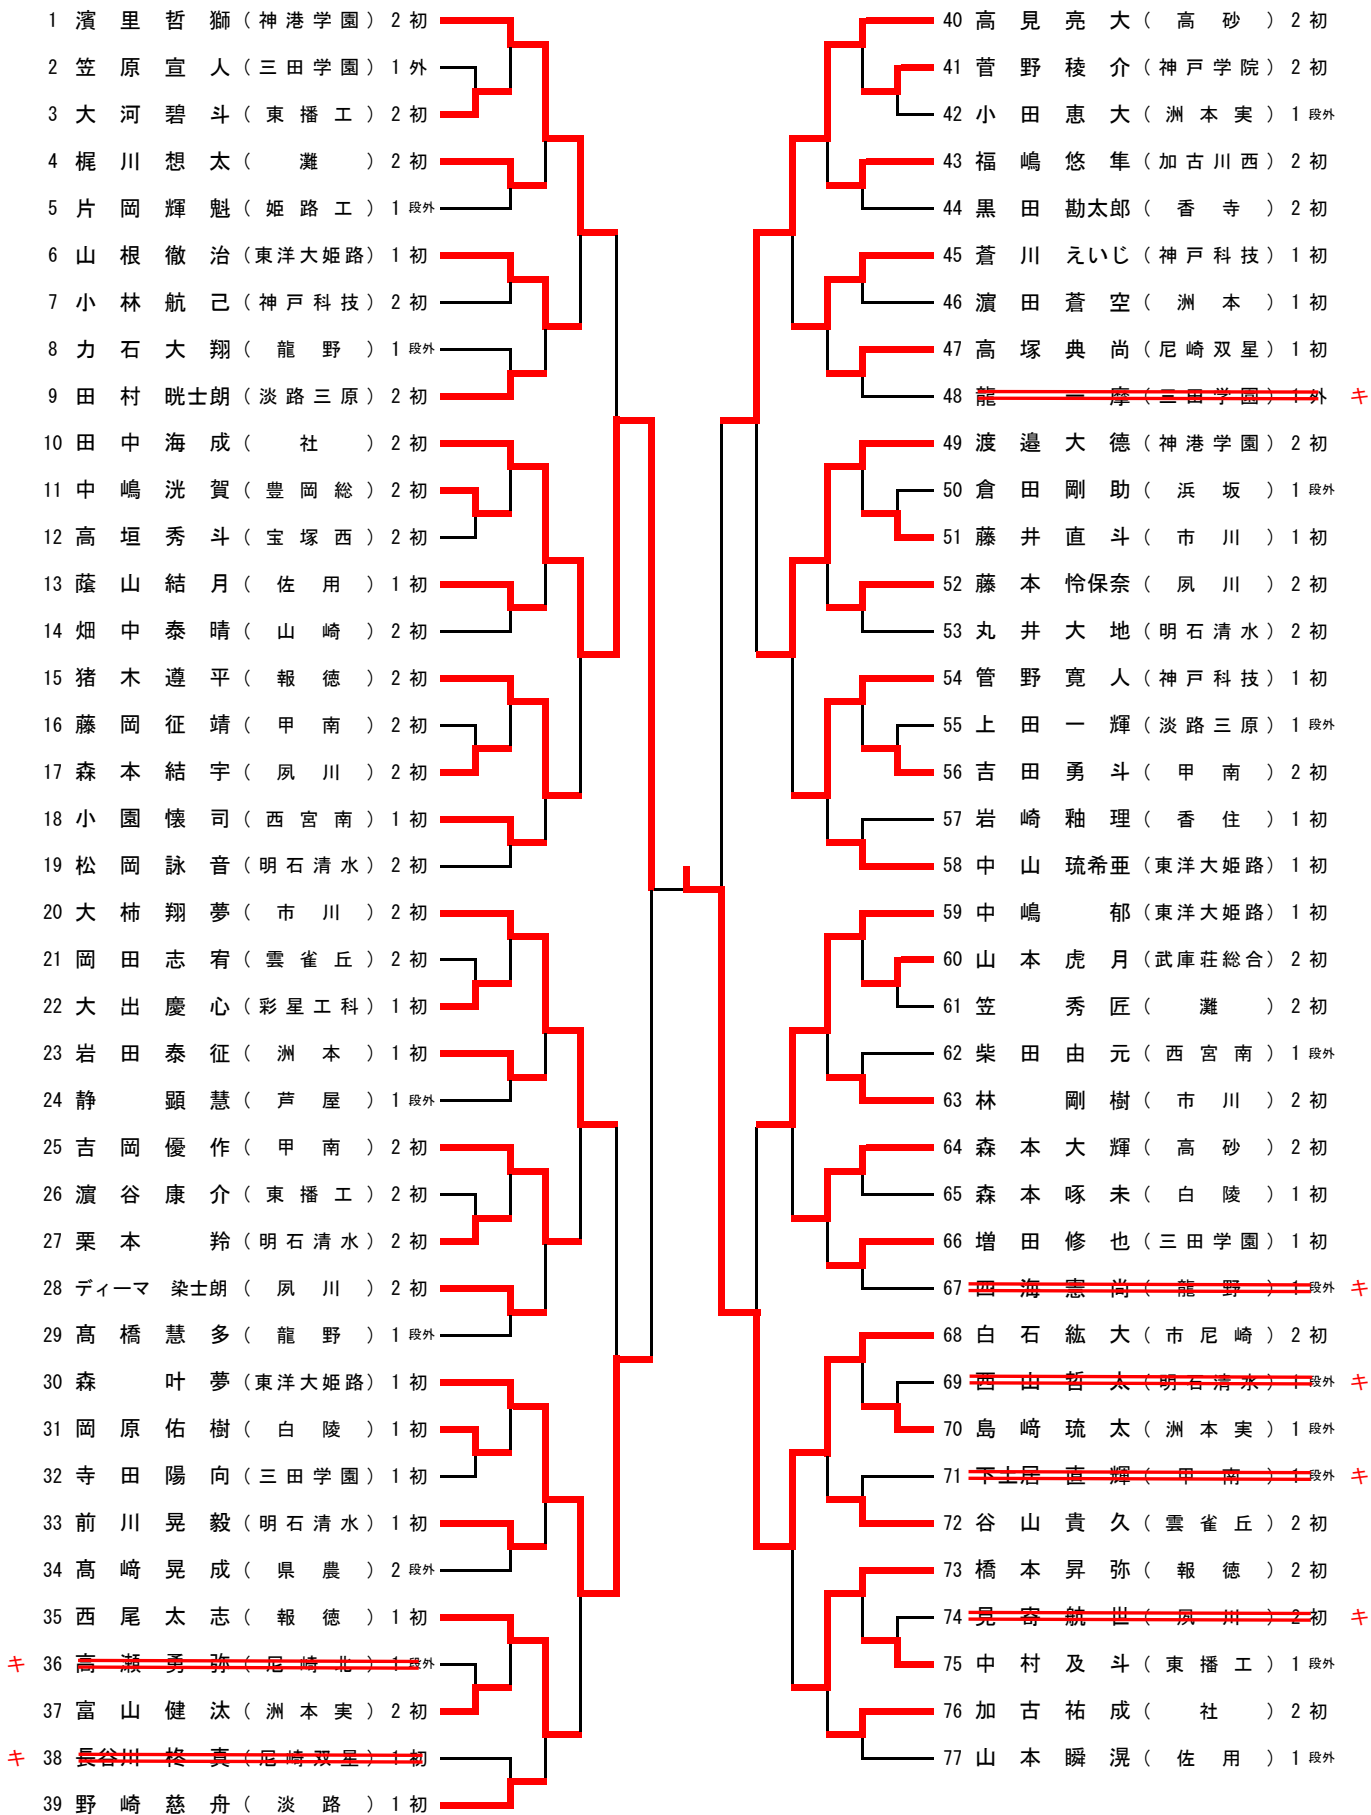 1 濱里哲獅 (神港学園) 2 初
2 笠原宣人 (三田学園) 1 外
3 大河碧斗 (東播工) 2 初
4 梶川想太 (灘) 2 初
5 片岡輝魁 (姫路工) 1 段外
6 山根徹治 (東洋大姫路) 1 初
7 小林航己 (神戸科技) 2 初
8 力石大翔 (龍野) 1 段外
9 田村晄士朗 (淡路三原) 2 初
10 田中海成 (社) 2 初
11 中嶋洸賀 (豊岡総) 2 初
12 高垣秀斗 (宝塚西) 2 初
13 蔭山結月 (佐用) 1 初
14 畑中泰晴 (山崎) 2 初
15 猪木遵平 (報徳) 2 初
16 藤岡征靖 (甲南) 2 初
17 森本結宇 (夙川) 2 初
18 小園懐司 (西宮南) 1 初
19 松岡詠音 (明石清水) 2 初
20 大柿翔夢 (市川) 2 初
21 岡田志宥 (雲雀丘) 2 初
22 大出慶心 (彩星工科) 1 初
23 岩田泰征 (洲本) 1 初
24 静顕慧 (芦屋) 1 段外
25 吉岡優作 (甲南) 2 初
26 濵谷康介 (東播工) 2 初
27 栗本羚 (明石清水) 2 初
28 ディーマ 染士朗 (夙川) 2 初
29 髙橋慧多 (龍野) 1 段外
30 森叶夢 (東洋大姫路) 1 初
31 岡原佑樹 (白陵) 1 初
32 寺田陽向 (三田学園) 1 初
33 前川晃毅 (明石清水) 1 初
34 髙﨑晃成 (県農) 2 段外
35 西尾太志 (報徳) 1 初
キ 36 高瀬勇弥 (尼崎北) 1 段外
37 富山健汰 (洲本実) 2 初
キ 38 長谷川柊真 (尼崎双星) 1 初
39 野崎慈舟 (淡路) 1 初
40 高見亮大 (高砂) 2 初
41 菅野稜介 (神戸学院) 2 初
42 小田恵大 (洲本実) 1 段外
43 福嶋悠隼 (加古川西) 2 初
44 黒田勘太郎 (香寺) 2 初
45 蒼川えいじ (神戸科技) 1 初
46 濵田蒼空 (洲本) 1 初
47 高塚典尚 (尼崎双星) 1 初
48 龍一摩 (三田学園) 1 外 キ
49 渡邉大徳 (神港学園) 2 初
50 倉田剛助 (浜坂) 1 段外
51 藤井直斗 (市川) 1 初
52 藤本怜保奈 (夙川) 2 初
53 丸井大地 (明石清水) 2 初
54 管野寛人 (神戸科技) 1 初
55 上田一輝 (淡路三原) 1 段外
56 吉田勇斗 (甲南) 2 初
57 岩崎釉理 (香住) 1 初
58 中山琉希亜 (東洋大姫路) 1 初
59 中嶋郁 (東洋大姫路) 1 初
60 山本虎月 (武庫荘総合) 2 初
61 笠秀匠 (灘) 2 初
62 柴田由元 (西宮南) 1 段外
63 林剛樹 (市川) 2 初
64 森本大輝 (高砂) 2 初
65 森本啄未 (白陵) 1 初
66 増田修也 (三田学園) 1 初
67 四海憲尚 (龍野) 1 段外 キ
68 白石紘大 (市尼崎) 2 初
69 西山哲太 (明石清水) 1 段外 キ
70 島﨑琉太 (洲本実) 1 段外
71 下土居直輝 (甲南) 1 段外 キ
72 谷山貴久 (雲雀丘) 2 初
73 橋本昇弥 (報徳) 2 初
74 見寄航世 (夙川) 2 初 キ
75 中村及斗 (東播工) 1 段外
76 加古祐成 (社) 2 初
77 山本瞬滉 (佐用) 1 段外